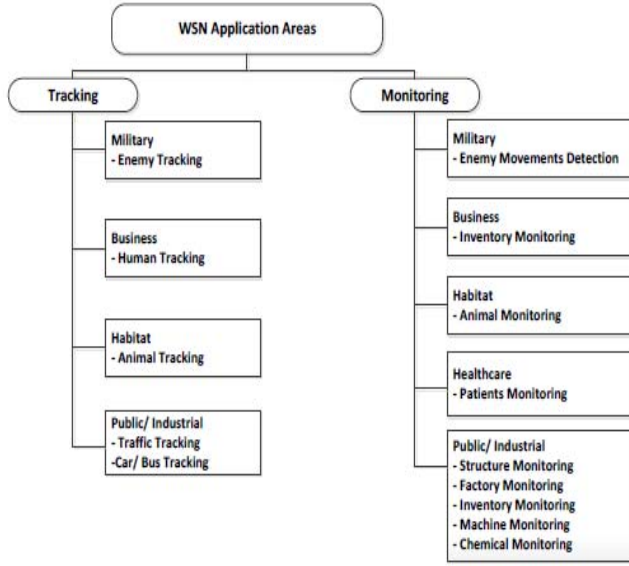 WSN Application Areas
Tracking
Military
- Enemy Tracking
Business
- Human Tracking
Habitat
- Animal Tracking
Public/ Industrial
- Traffic Tracking
-Car/ Bus Tracking
Monitoring
Military
- Enemy Movements Detection
Business
- Inventory Monitoring
Habitat
- Animal Monitoring
Healthcare
- Patients Monitoring
Public/ Industrial
- Structure Monitoring
- Factory Monitoring
- Inventory Monitoring
- Machine Monitoring
- Chemical Monitoring